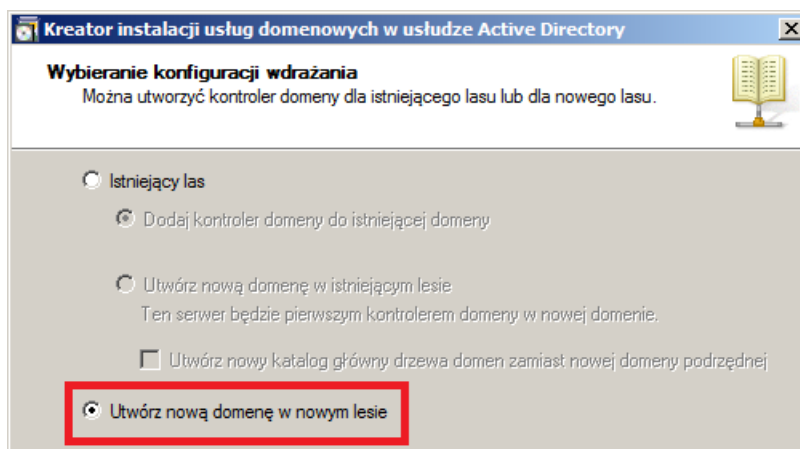 Kreator instalacji usług domenowych w usłudze Active Directory
Wybieranie konfiguracji wdrażania
Można utworzyć kontroler domeny dla istniejącego lasu lub dla nowego lasu.
Istniejący las
Dodaj kontroler domeny do istniejącej domeny
Utwórz nową domenę w istniejącym lesie
Ten serwer będzie pierwszym kontrolerem domeny w nowej domenie.
Utwórz nowy katalog główny drzewa domen zamiast nowej domeny podrzędnej
Utwórz nową domenę w nowym lesie